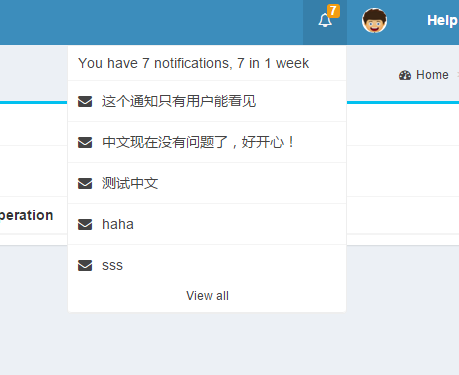 7
Help
You have 7 notifications, 7 in 1 week
Home
这个通知只有用户能看见
中文现在没有问题了，好开心！
测试中文
peration
haha
sss
View all